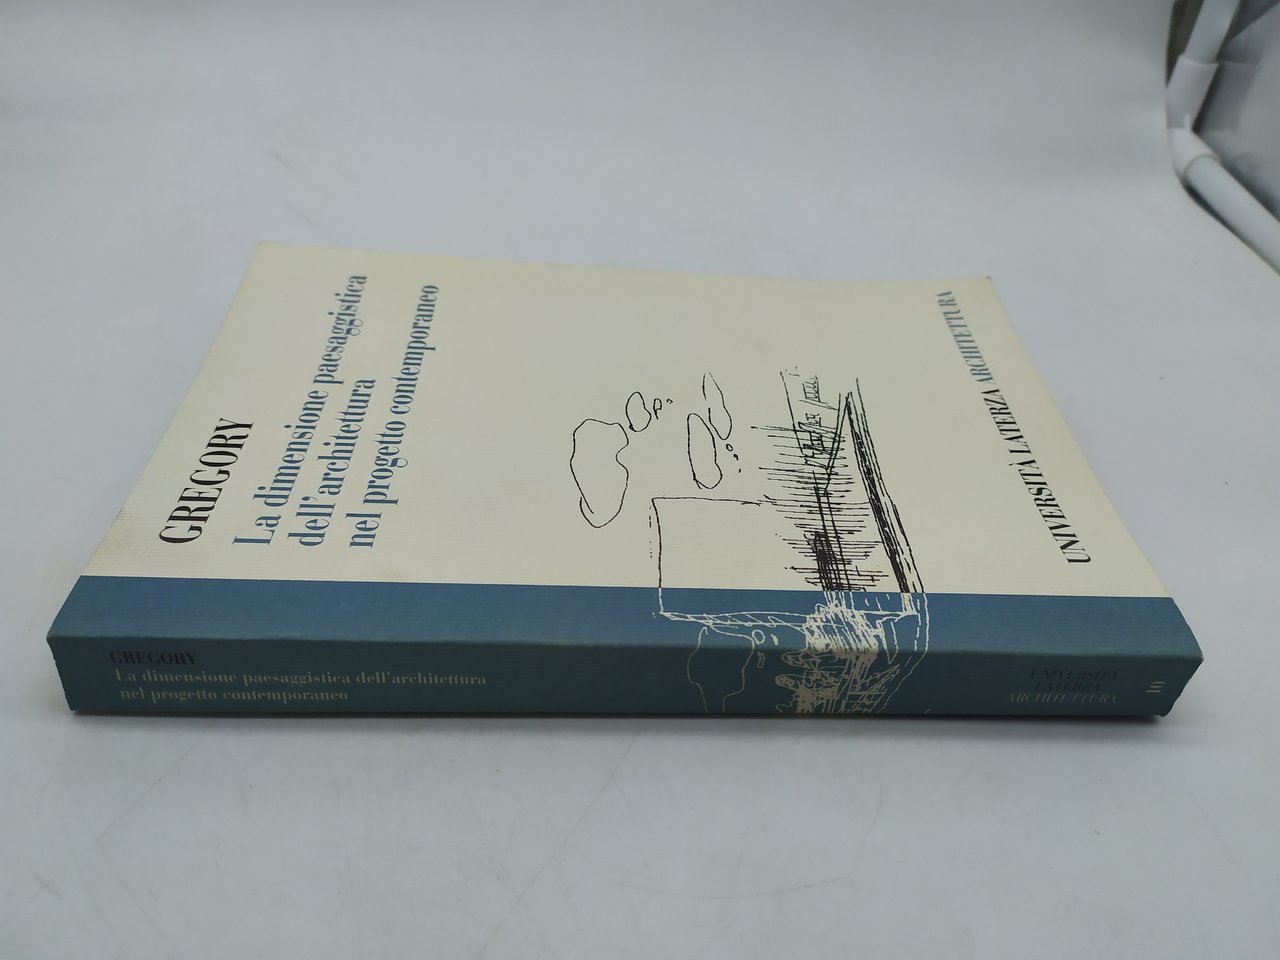 GREGORY
La dimensione paesaggistica
dell'architettura
nel progetto contemporaneo
UNIVERSITÀ LATERZA ARCHITETTURA
GREGORY
La dimensione paesaggistica dell'architettura
nel progetto contemporaneo
UNIVERSITÀ
LATERZA
ARCHITETTURA
10